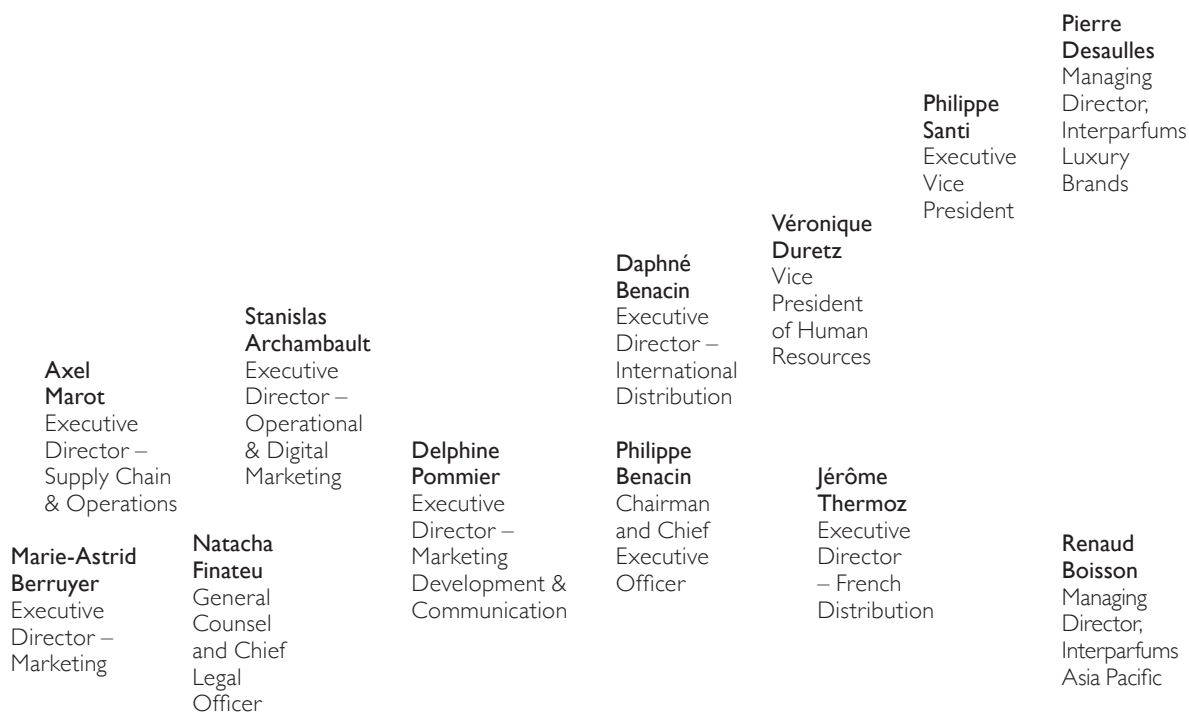 Pierre
Desaulles
Managing
Director,
Interparfums
Luxury
Brands
Philippe
Santi
Executive
Vice
President
Véronique
Duretz
Vice
President
of Human
Resources
Daphné
Benacin
Executive
Director –
International
Distribution
Stanislas
Archambault
Executive
Director –
Operational
& Digital
Marketing
Axel
Marot
Executive
Director –
Supply Chain
& Operations
Delphine
Pommier
Executive
Director –
Marketing
Development &
Communication
Philippe
Benacin
Chairman
and Chief
Executive
Officer
Jérôme
Thermoz
Executive
Director
– French
Distribution
Marie-Astrid
Berruyer
Executive
Director –
Marketing
Natacha
Finateu
General
Counsel
and Chief
Legal
Officer
Renaud
Boisson
Managing
Director,
Interparfums
Asia Pacific